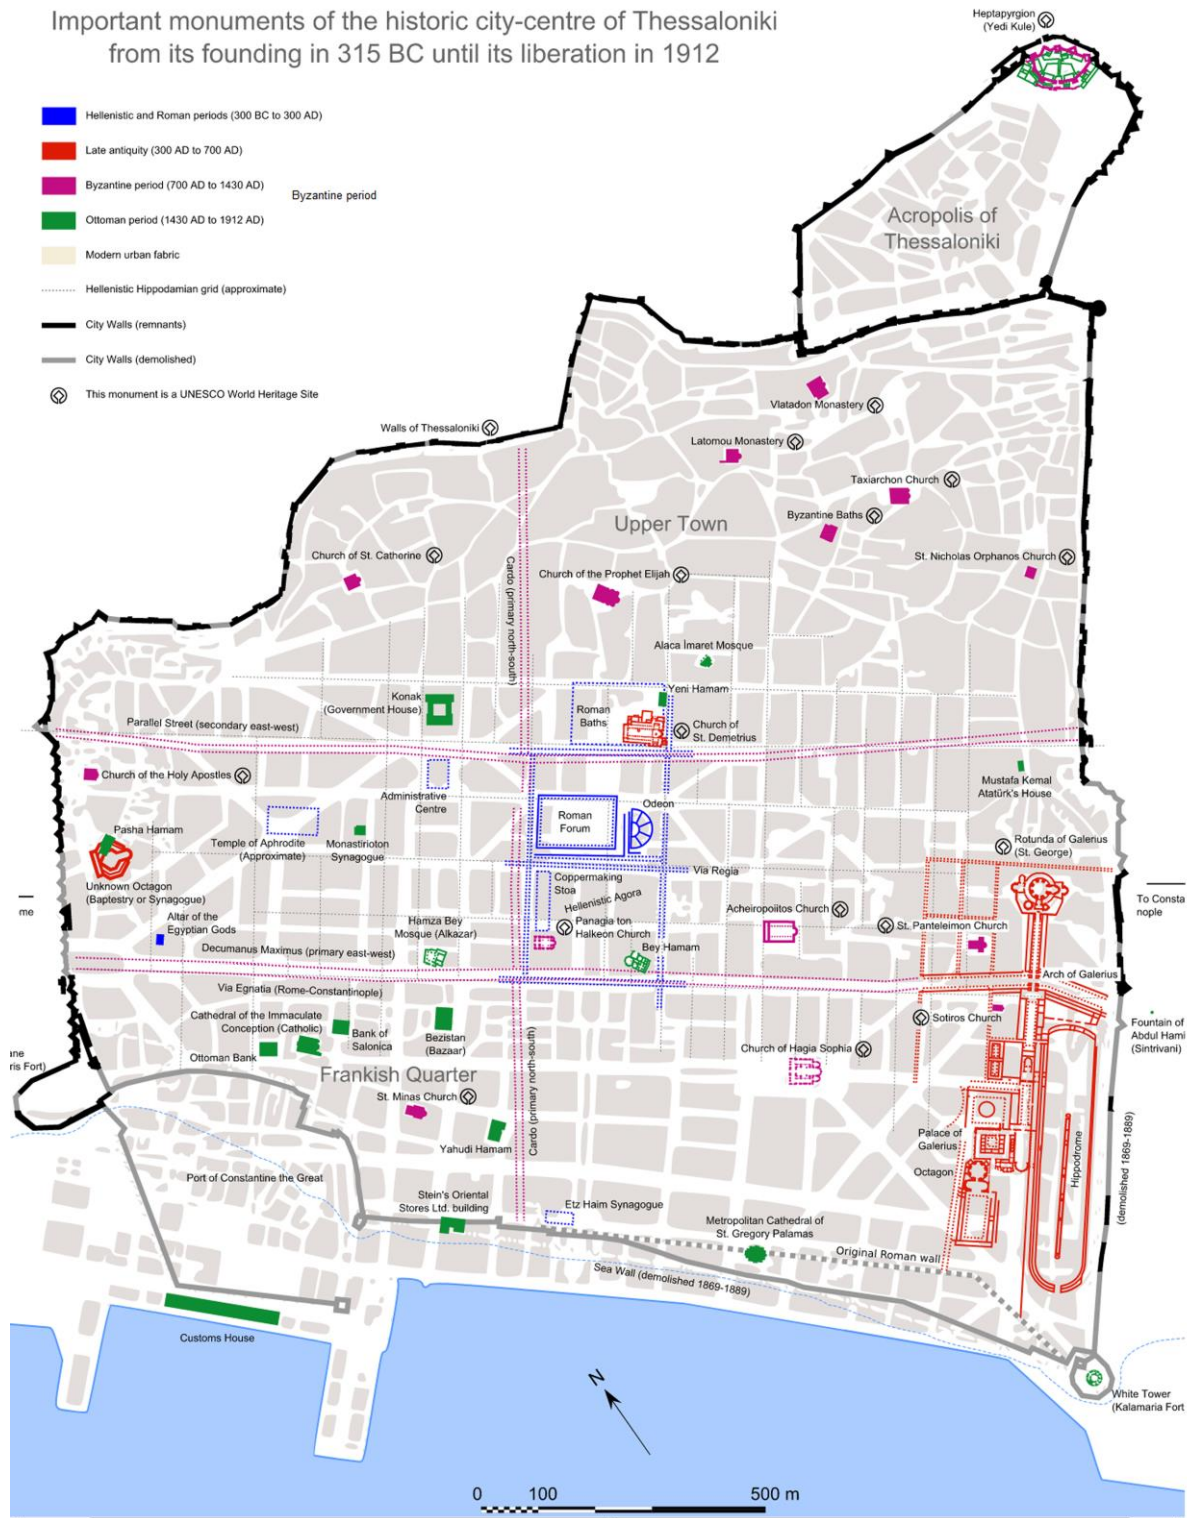 Important monuments of the historic city-centre of Thessaloniki
from its founding in 315 BC until its liberation in 1912
Heptapyrgion
(Yedi Kule)
Hellenistic and Roman periods (300 BC to 300 AD)
Late antiquity (300 AD to 700 AD)
Byzantine period (700 AD to 1430 AD)
Byzantine period
Ottoman period (1430 AD to 1912 AD)
Modern urban fabric
Hellenistic Hippodamian grid (approximate)
City Walls (remnants)
City Walls (demolished)
This monument is a UNESCO World Heritage Site
Acropolis of
Thessaloniki
Vlatadon Monastery
Walls of Thessaloniki
Latomou Monastery
Taxiarchon Church
Byzantine Baths
Upper Town
Church of St. Catherine
St. Nicholas Orphanos Church
Church of the Prophet Elijah
Cardo (primary north-south)
Alaca İmaret Mosque
Yeni Hamam
Konak
(Government House)
Roman
Baths
Church of
St. Demetrius
Parallel Street (secondary east-west)
Church of the Holy Apostles
Administrative
Centre
Mustafa Kemal
Atatürk's House
Odeon
Roman
Forum
Pasha Hamam
Temple of Aphrodite
(Approximate)
Monastirioton
Synagogue
Rotunda of Galerius
(St. George)
Via Regia
Unknown Octagon
(Baptestry or Synagogue)
Coppermaking
Stoa
Hellenistic Agora
To Consta
nople
me
Altar of the
Egyptian Gods
Hamza Bey
Mosque (Alkazar)
Panagia ton
Halkeon Church
Acheiropoiitos Church
St. Panteleimon Church
Bey Hamam
Decumanus Maximus (primary east-west)
Arch of Galerius
Via Egnatia (Rome-Constantinople)
Cathedral of the Immaculate
Conception (Catholic)
Bank of
Salonica
Bezistan
(Bazaar)
Sotiros Church
Fountain of
Abdul Hami
(Sintrivani)
Ottoman Bank
Church of Hagia Sophia
ane
ris Fort)
Frankish Quarter
St. Minas Church
Cardo (primary north-south)
Yahudi Hamam
Palace of
Galerius
Octagon
Hippodrome
(demolished 1869-1889)
Port of Constantine the Great
Stein's Oriental
Stores Ltd. building
Etz Haim Synagogue
Metropolitan Cathedral of
St. Gregory Palamas
Original Roman wall
Sea Wall (demolished 1869-1889)
Customs House
White Tower
(Kalamaria Fort
N
0 100 500 m